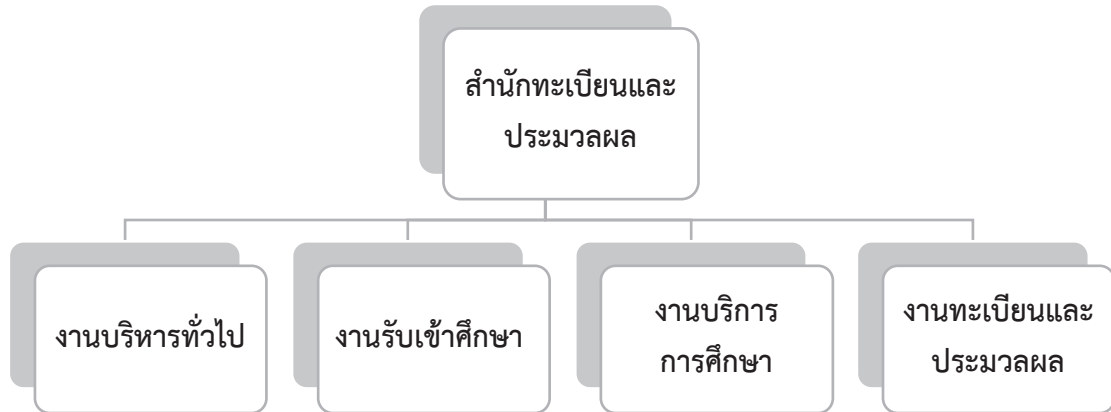 สำนักทะเบียนและ
ประมวลผล
งานบริหารทั่วไป
งานรับเข้าศึกษา
งานบริการ
การศึกษา
งานทะเบียนและ
ประมวลผล